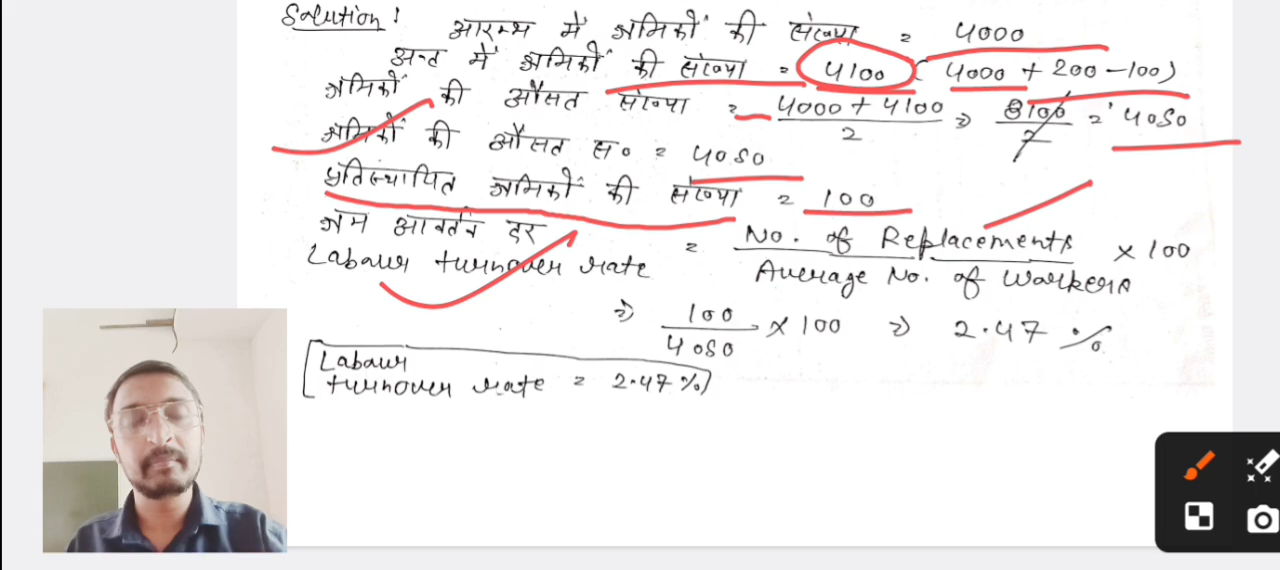 Solution!
आरम्भ में श्रमिकों की संख्या = 4000
अन्त में श्रमिकों की संख्या = 4100 (4000 + 200 - 100)
श्रमिकों की औसत संख्या = 4000 + 4100 / 2 ⇒ 8100 / 2 = 4050
श्रमिकों की औसत स० = 4050
प्रतिस्थापित श्रमिकों की संख्या = 100
श्रम आवर्तन दर
Labour turnover rate = No. of Replacements / Average No. of Workers × 100
⇒ 100 / 4050 × 100 ⇒ 2.47 %
Labour
turnover rate = 2.47 %